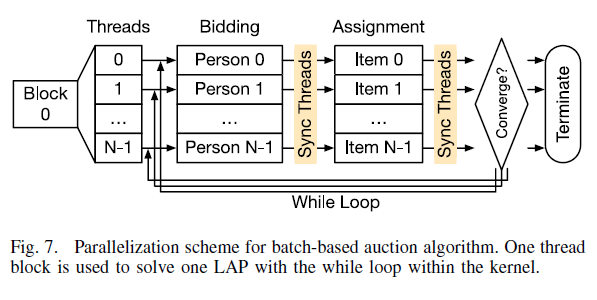 Threads Bidding Assignment
Block
0
0
1
...
N-1
Person 0
Person 1
...
Person N-1
Sync Threads
Item 0
Item 1
...
Item N-1
Sync Threads
Converge?
Terminate
While Loop
Fig. 7. Parallelization scheme for batch-based auction algorithm. One thread
block is used to solve one LAP with the while loop within the kernel.